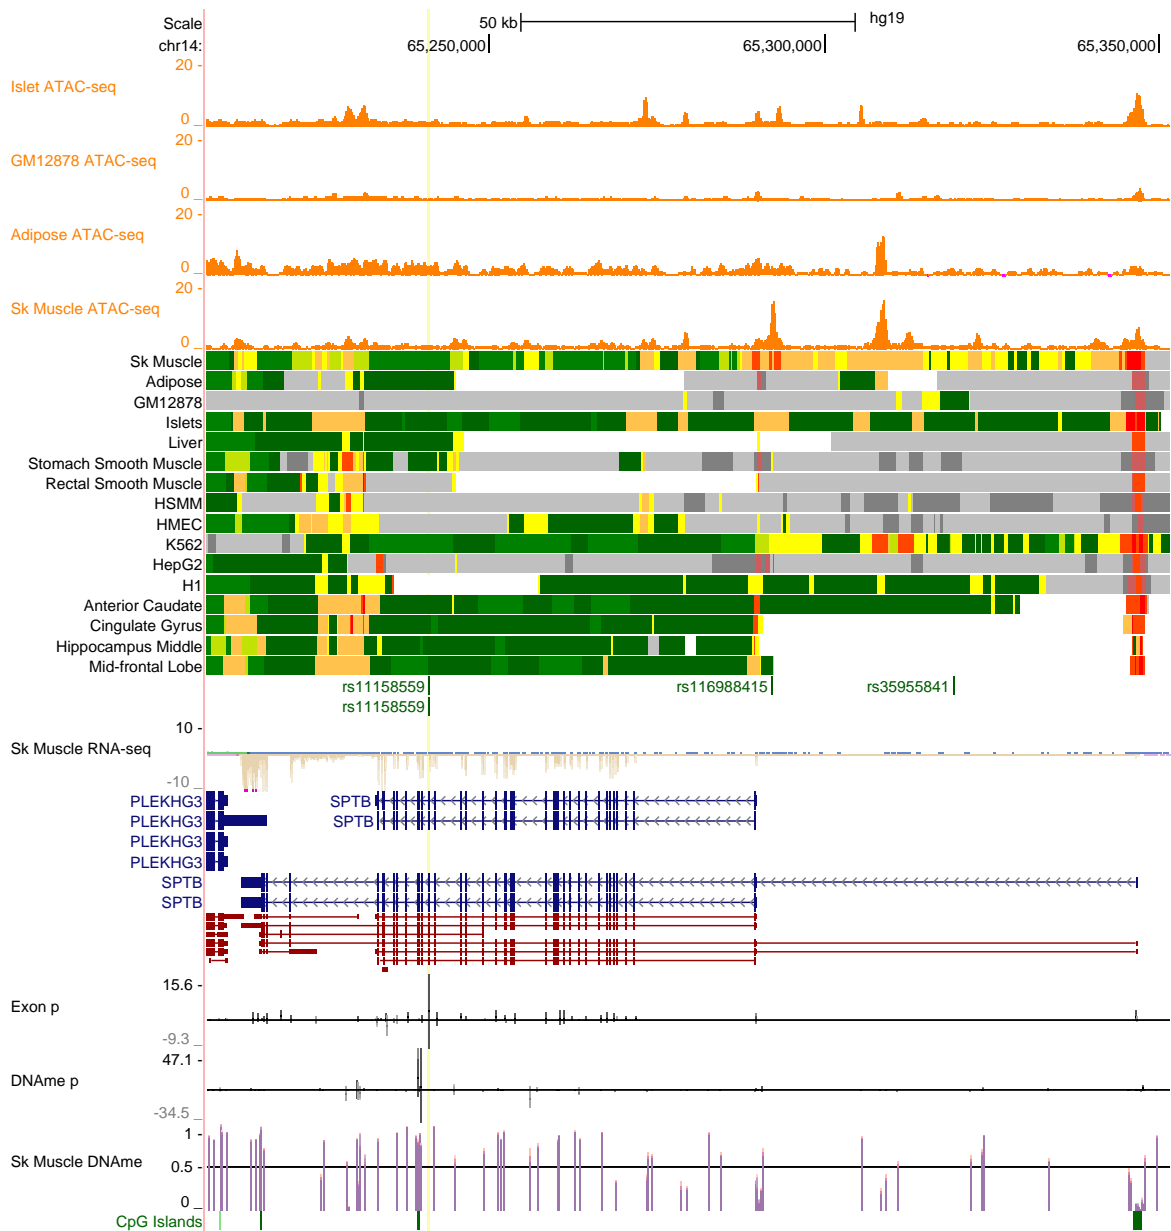 Scale 50 kb hg19
chr14: 65,250,000 65,300,000 65,350,000
20 -
Islet ATAC-seq
0 _
20 -
GM12878 ATAC-seq
0 _
20 -
Adipose ATAC-seq
0 _
20 -
Sk Muscle ATAC-seq
0 _
Sk Muscle
Adipose
GM12878
Islets
Liver
Stomach Smooth Muscle
Rectal Smooth Muscle
HSMM
HMEC
K562
HepG2
H1
Anterior Caudate
Cingulate Gyrus
Hippocampus Middle
Mid-frontal Lobe
rs11158559 rs116988415 rs35955841
rs11158559
10 -
Sk Muscle RNA-seq
-10 _
PLEKHG3 SPTB
PLEKHG3 SPTB
PLEKHG3
PLEKHG3
SPTB
SPTB
15.6 -
Exon p
-9.3 _
47.1 -
DNAme p
-34.5 _
1 -
Sk Muscle DNAme
0.5 -
0 _
CpG Islands